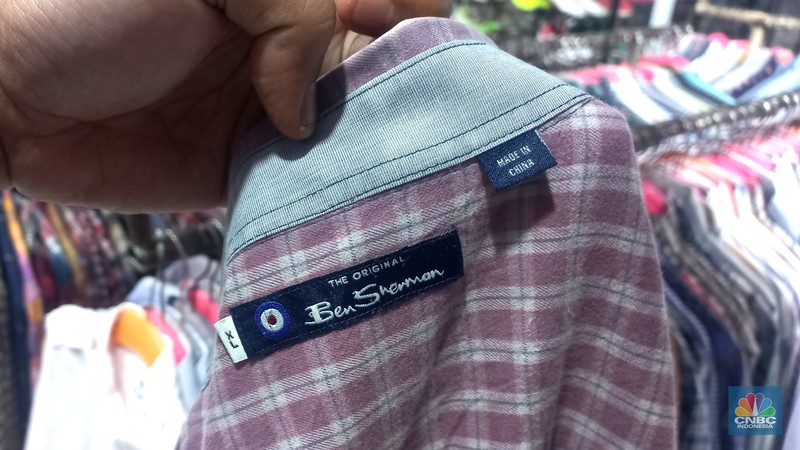 MADE IN
CHINA
THE ORIGINAL
Ben Sherman
XL
CNBC
INDONESIA